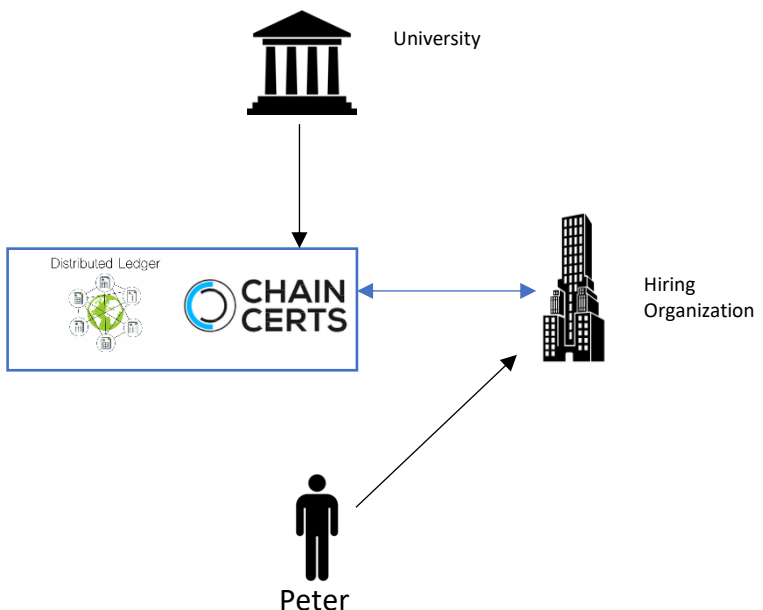 University
Distributed Ledger
CHAIN
CERTS
Hiring
Organization
Peter